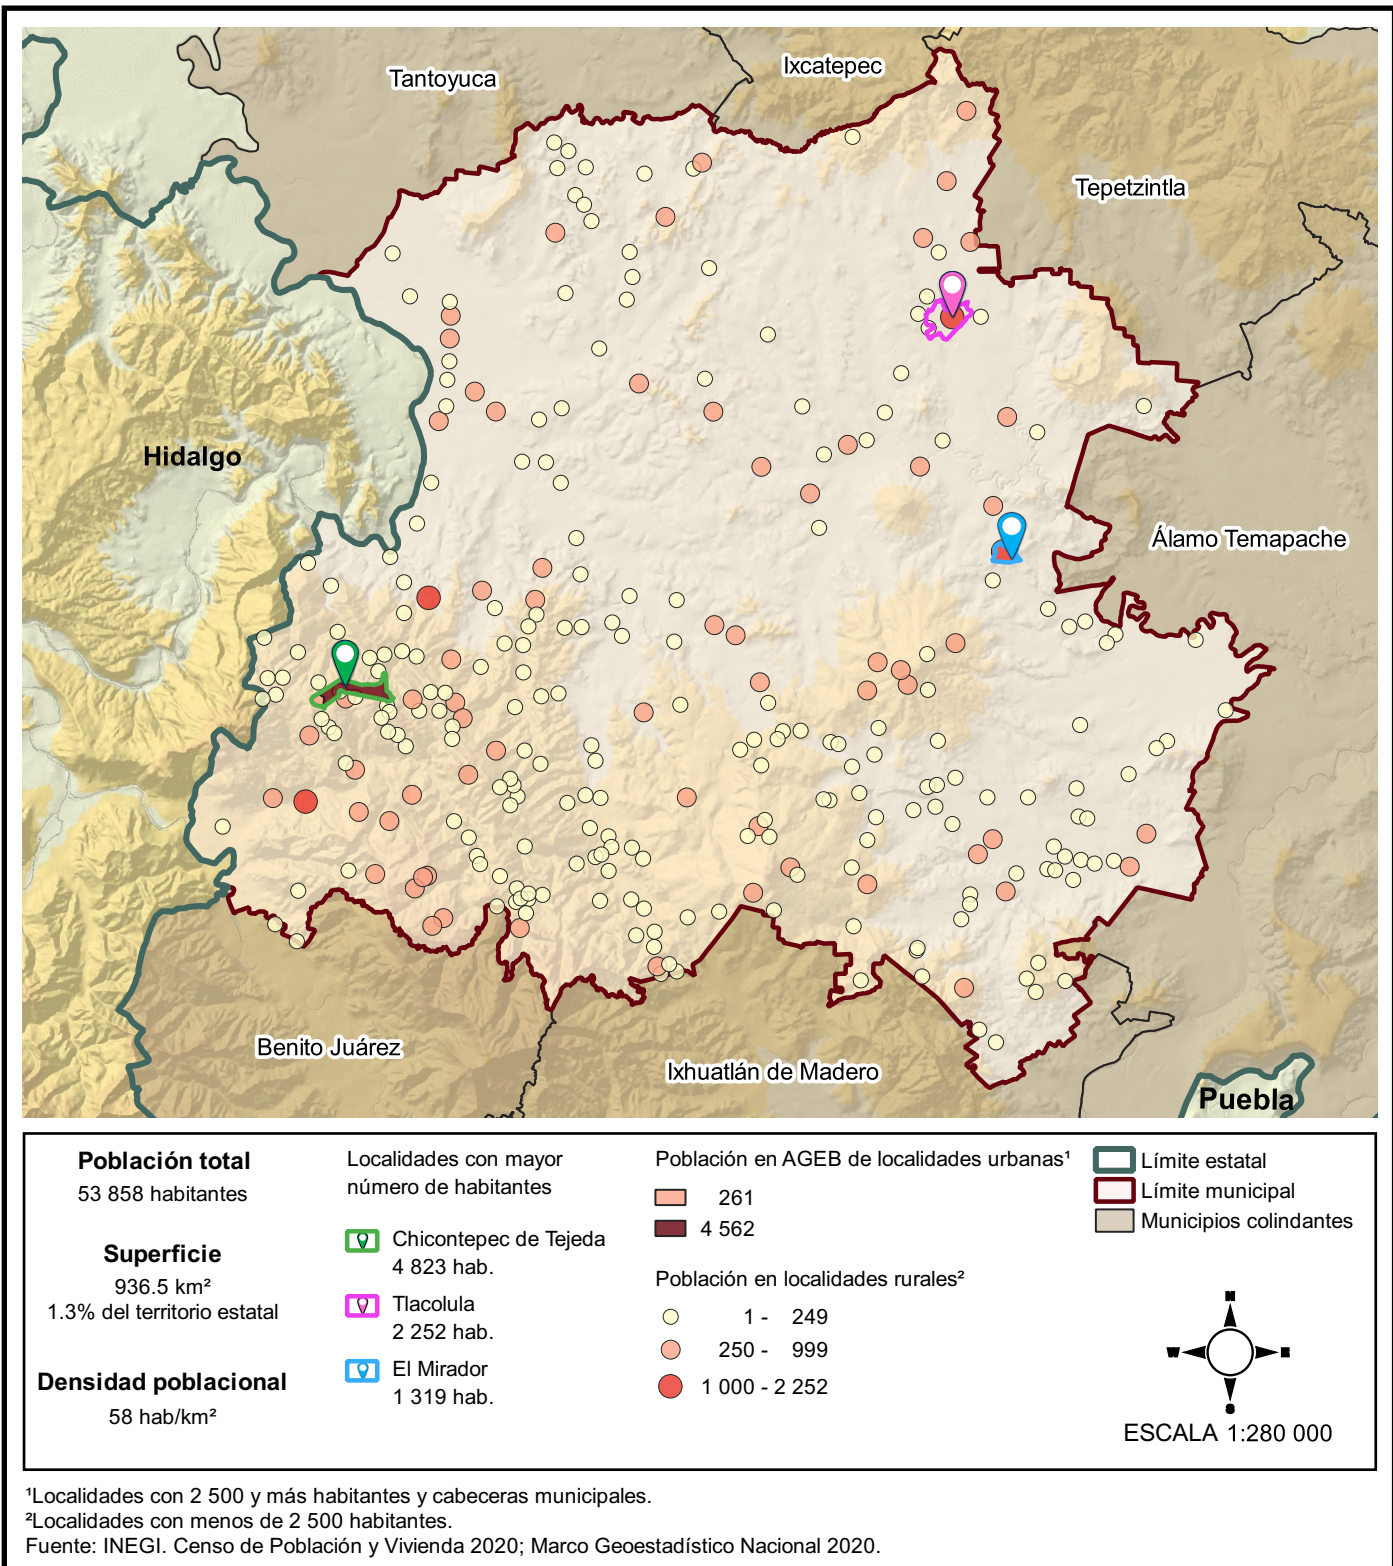 Tantoyuca
Ixcatepec
Tepetzintla
Hidalgo
Álamo Temapache
Benito Juárez
Ixhuatlán de Madero
Puebla
Población total
53 858 habitantes
Superficie
936.5 km²
1.3% del territorio estatal
Densidad poblacional
58 hab/km²
Localidades con mayor
número de habitantes
Chicontepec de Tejeda
4 823 hab.
Tlacolula
2 252 hab.
El Mirador
1 319 hab.
Población en AGEB de localidades urbanas¹
261
4 562
Población en localidades rurales²
1 - 249
250 - 999
1 000 - 2 252
Límite estatal
Límite municipal
Municipios colindantes
N
W E
S
ESCALA 1:280 000
¹Localidades con 2 500 y más habitantes y cabeceras municipales.
²Localidades con menos de 2 500 habitantes.
Fuente: INEGI. Censo de Población y Vivienda 2020; Marco Geoestadístico Nacional 2020.